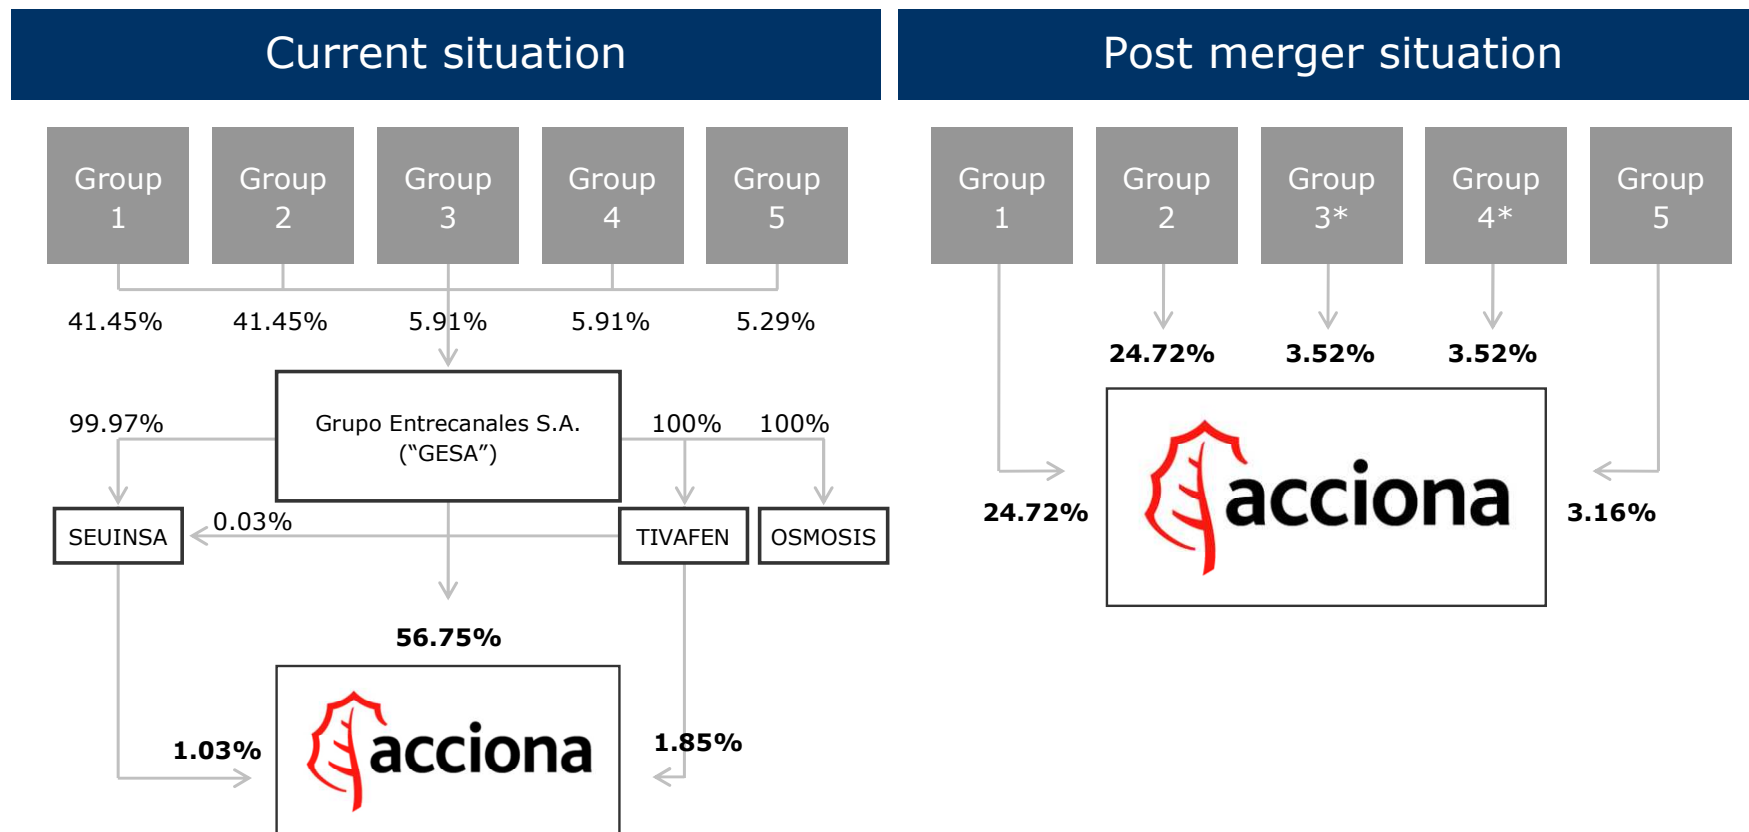 Current situation
Group
1
Group
2
Group
3
Group
4
Group
5
41.45%
41.45%
5.91%
5.91%
5.29%
99.97%
Grupo Entrecanales S.A.
(“GESA”)
100%
100%
SEUINSA
0.03%
TIVAFEN
OSMOSIS
56.75%
1.03%
acciona
1.85%
Post merger situation
Group
1
Group
2
Group
3*
Group
4*
Group
5
24.72%
3.52%
3.52%
24.72%
acciona
3.16%